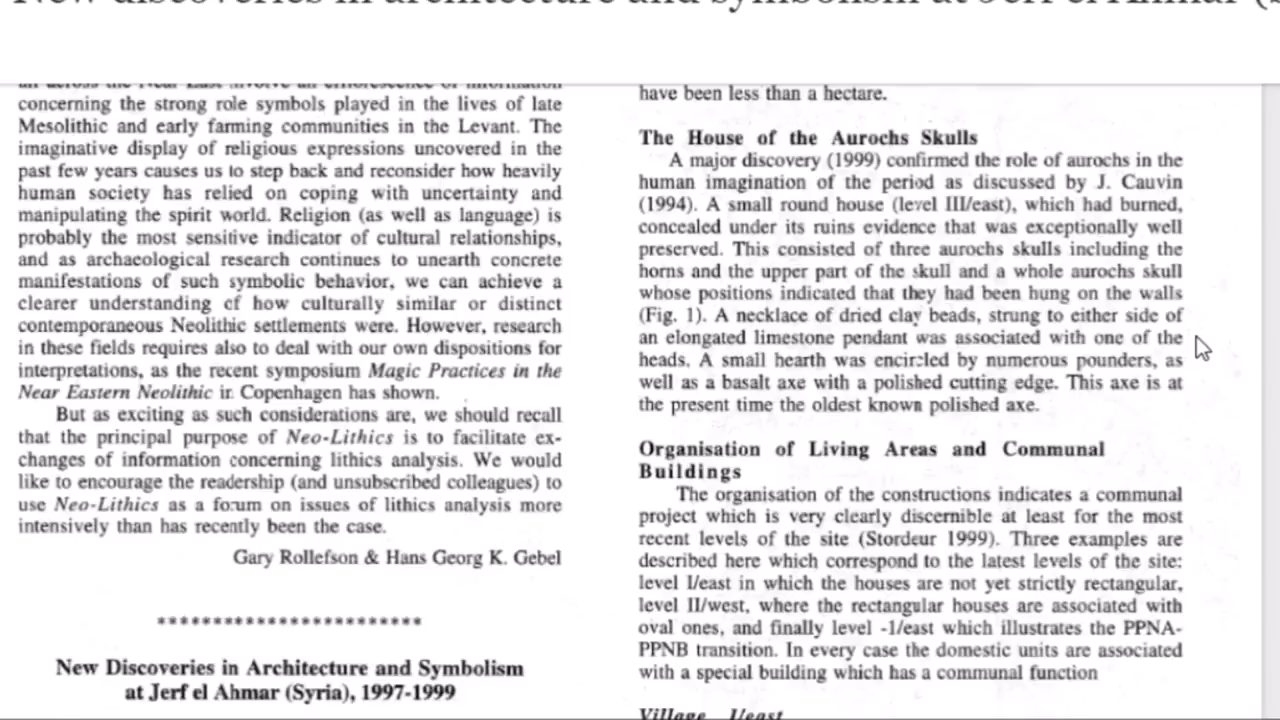 New discoveries in architecture and symbolism at Jerf el Ahmar (S
all across the Near East involve an efflorescence of information
concerning the strong role symbols played in the lives of late
Mesolithic and early farming communities in the Levant. The
imaginative display of religious expressions uncovered in the
past few years causes us to step back and reconsider how heavily
human society has relied on coping with uncertainty and
manipulating the spirit world. Religion (as well as language) is
probably the most sensitive indicator of cultural relationships,
and as archaeological research continues to unearth concrete
manifestations of such symbolic behavior, we can achieve a
clearer understanding of how culturally similar or distinct
contemporaneous Neolithic settlements were. However, research
in these fields requires also to deal with our own dispositions for
interpretations, as the recent symposium Magic Practices in the
Near Eastern Neolithic in Copenhagen has shown.
But as exciting as such considerations are, we should recall
that the principal purpose of Neo-Lithics is to facilitate ex-
changes of information concerning lithics analysis. We would
like to encourage the readership (and unsubscribed colleagues) to
use Neo-Lithics as a forum on issues of lithics analysis more
intensively than has recently been the case.
Gary Rollefson & Hans Georg K. Gebel
************************
New Discoveries in Architecture and Symbolism
at Jerf el Ahmar (Syria), 1997-1999
have been less than a hectare.
The House of the Aurochs Skulls
A major discovery (1999) confirmed the role of aurochs in the
human imagination of the period as discussed by J. Cauvin
(1994). A small round house (level III/east), which had burned,
concealed under its ruins evidence that was exceptionally well
preserved. This consisted of three aurochs skulls including the
horns and the upper part of the skull and a whole aurochs skull
whose positions indicated that they had been hung on the walls
(Fig. 1). A necklace of dried clay beads, strung to either side of
an elongated limestone pendant was associated with one of the
heads. A small hearth was encircled by numerous pounders, as
well as a basalt axe with a polished cutting edge. This axe is at
the present time the oldest known polished axe.
Organisation of Living Areas and Communal
Buildings
The organisation of the constructions indicates a communal
project which is very clearly discernible at least for the most
recent levels of the site (Stordeur 1999). Three examples are
described here which correspond to the latest levels of the site:
level I/east in which the houses are not yet strictly rectangular,
level II/west, where the rectangular houses are associated with
oval ones, and finally level -1/east which illustrates the PPNA-
PPNB transition. In every case the domestic units are associated
with a special building which has a communal function
Village I/east